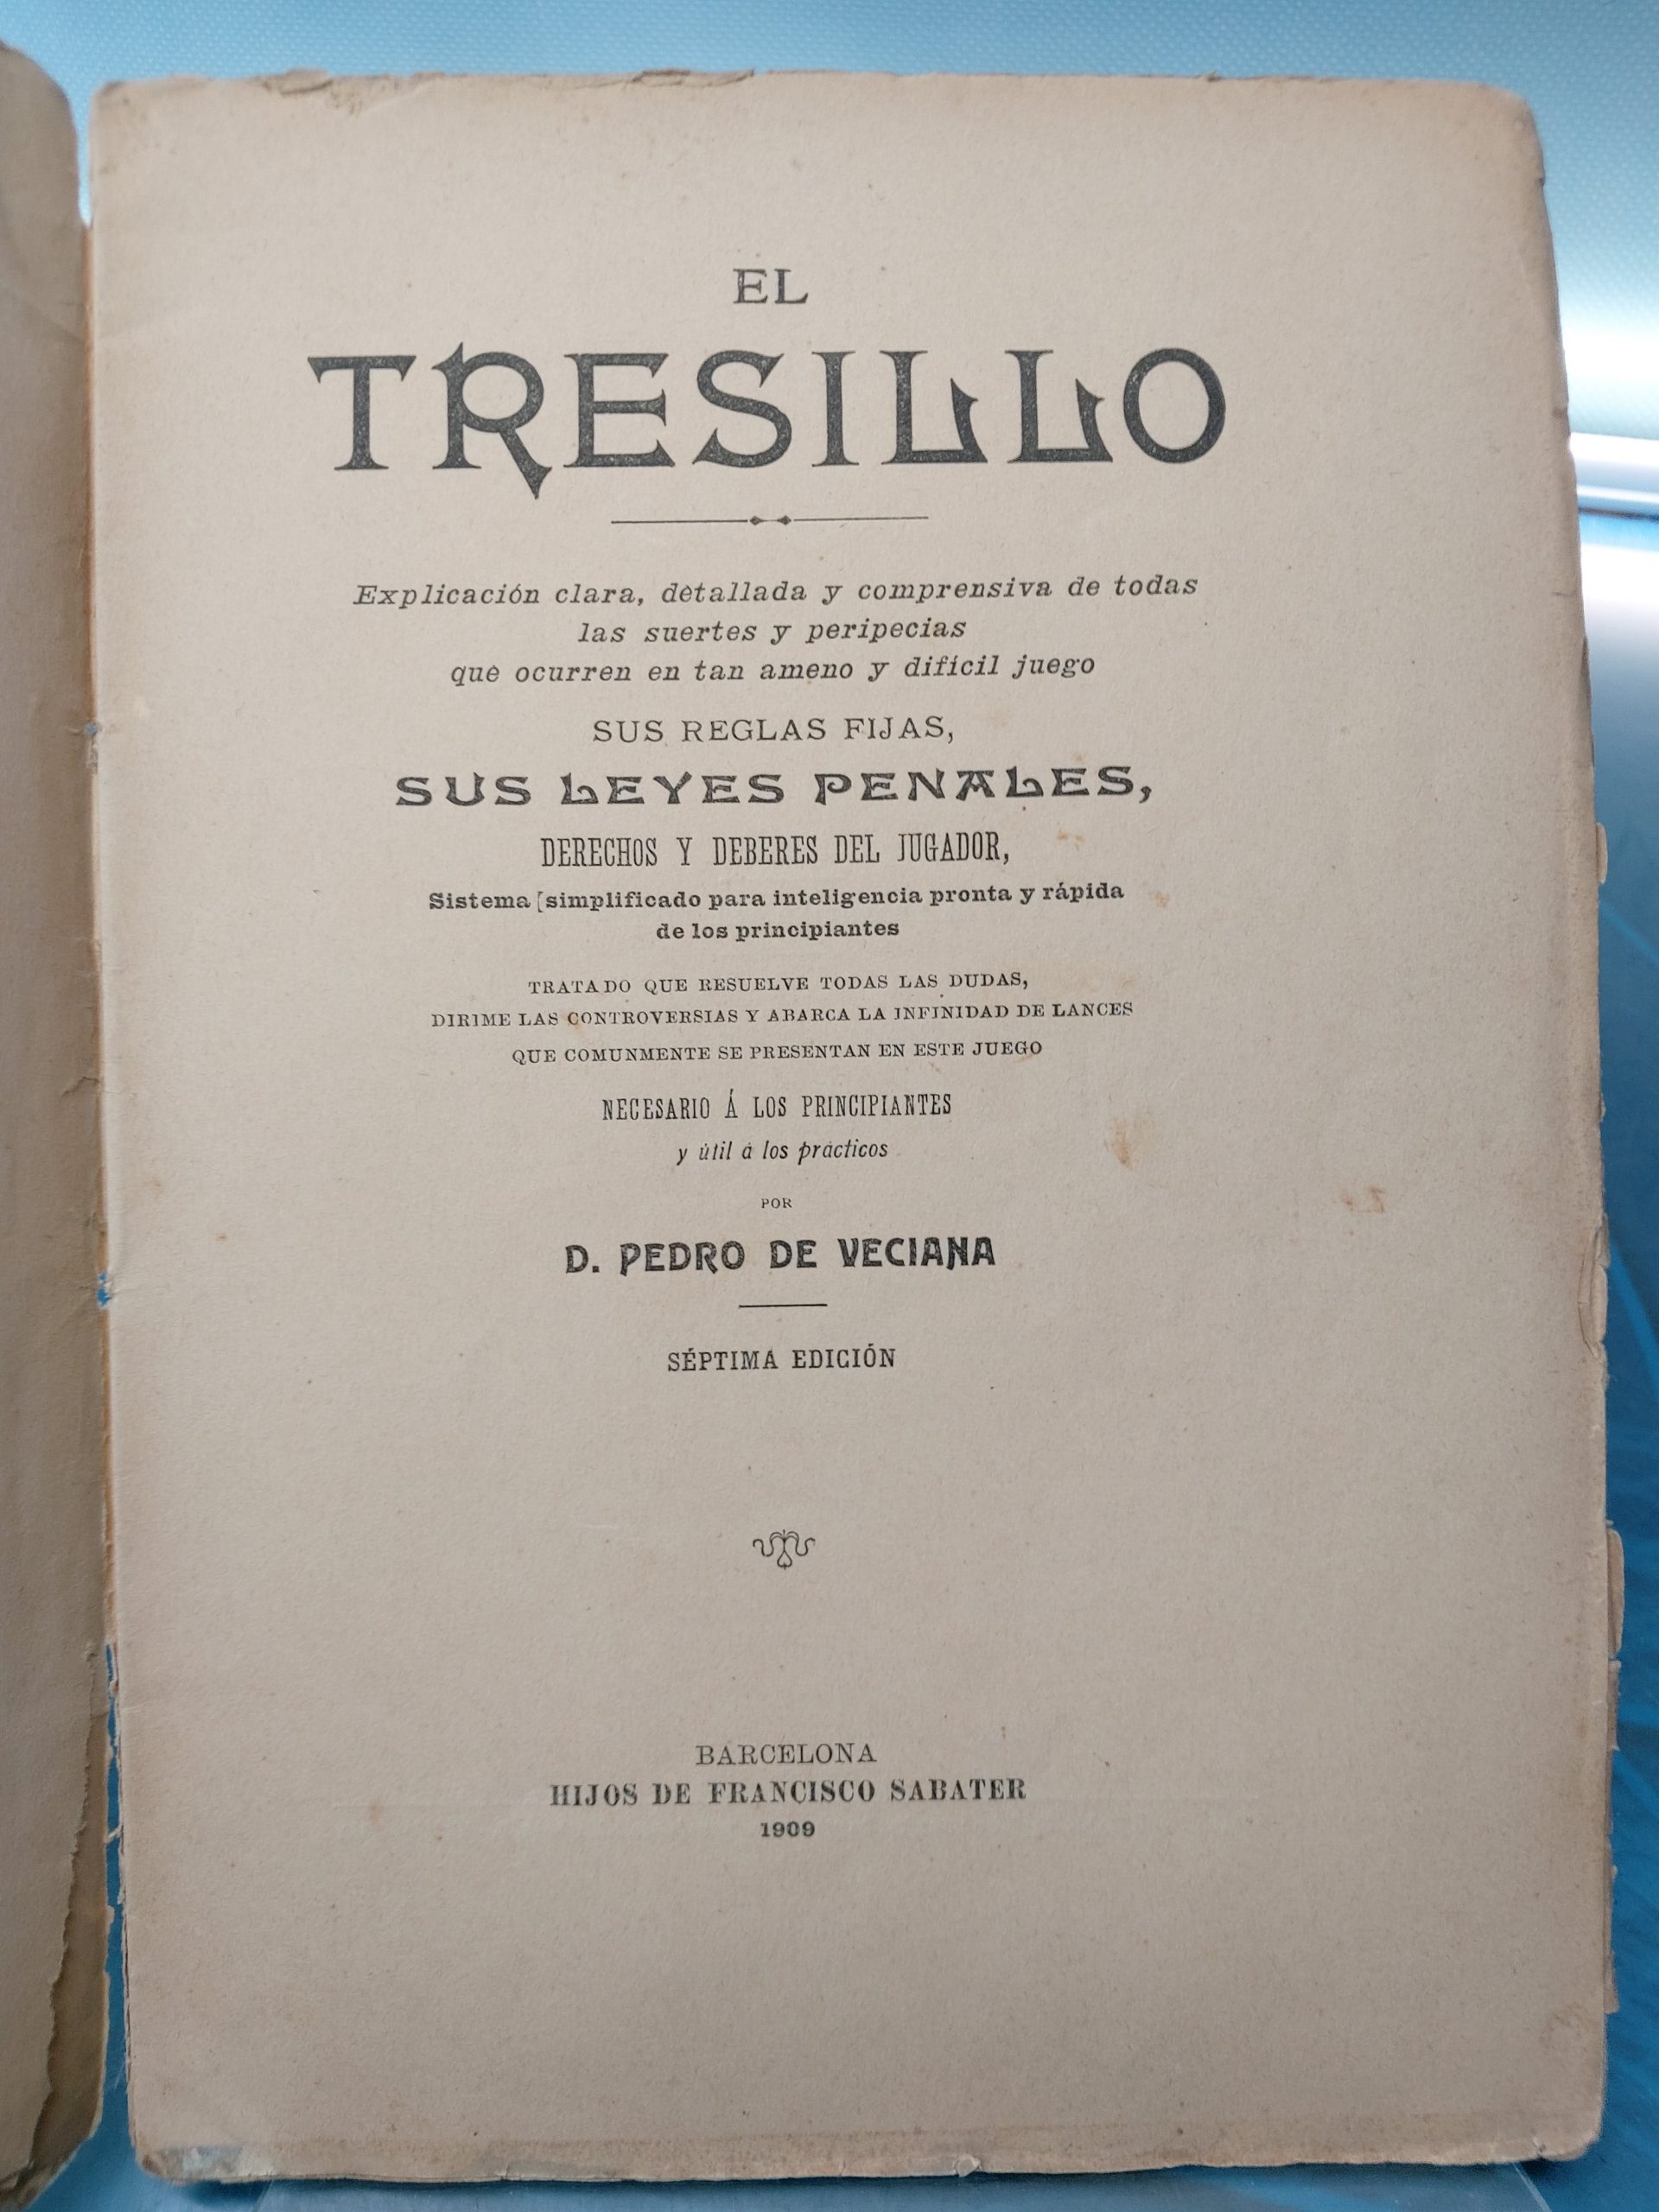 EL
TRESILLO
Explicación clara, detallada y comprensiva de todas
las suertes y peripecias
que ocurren en tan ameno y difícil juego
SUS REGLAS FIJAS,
SUS LEYES PENALES,
DERECHOS Y DEBERES DEL JUGADOR,
Sistema [simplificado para inteligencia pronta y rápida
de los principiantes
TRATADO QUE RESUELVE TODAS LAS DUDAS,
DIRIME LAS CONTROVERSIAS Y ABARCA LA INFINIDAD DE LANCES
QUE COMUNMENTE SE PRESENTAN EN ESTE JUEGO
NECESARIO Á LOS PRINCIPIANTES
y útil á los prácticos
POR
D. PEDRO DE VECIANA
SÉPTIMA EDICIÓN
BARCELONA
HIJOS DE FRANCISCO SABATER
1909